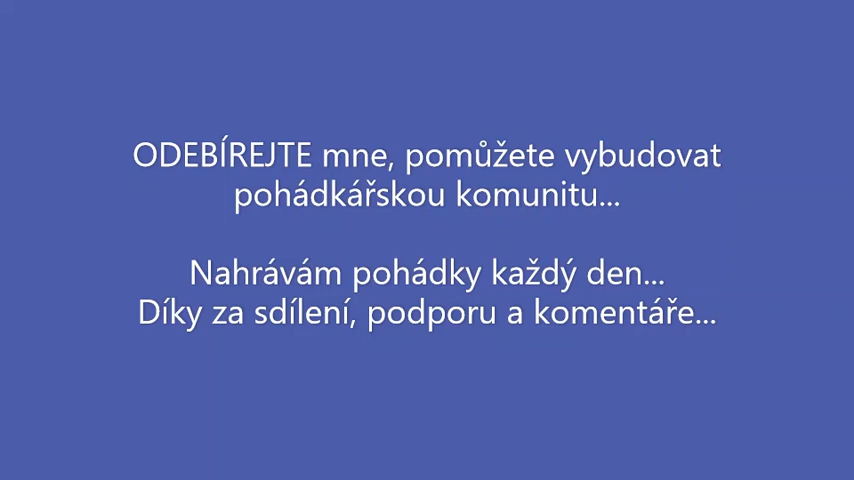 ODEBÍREJTE mne, pomůžete vybudovat
pohádkářskou komunitu...
Nahrávám pohádky každý den...
Díky za sdílení, podporu a komentáře...